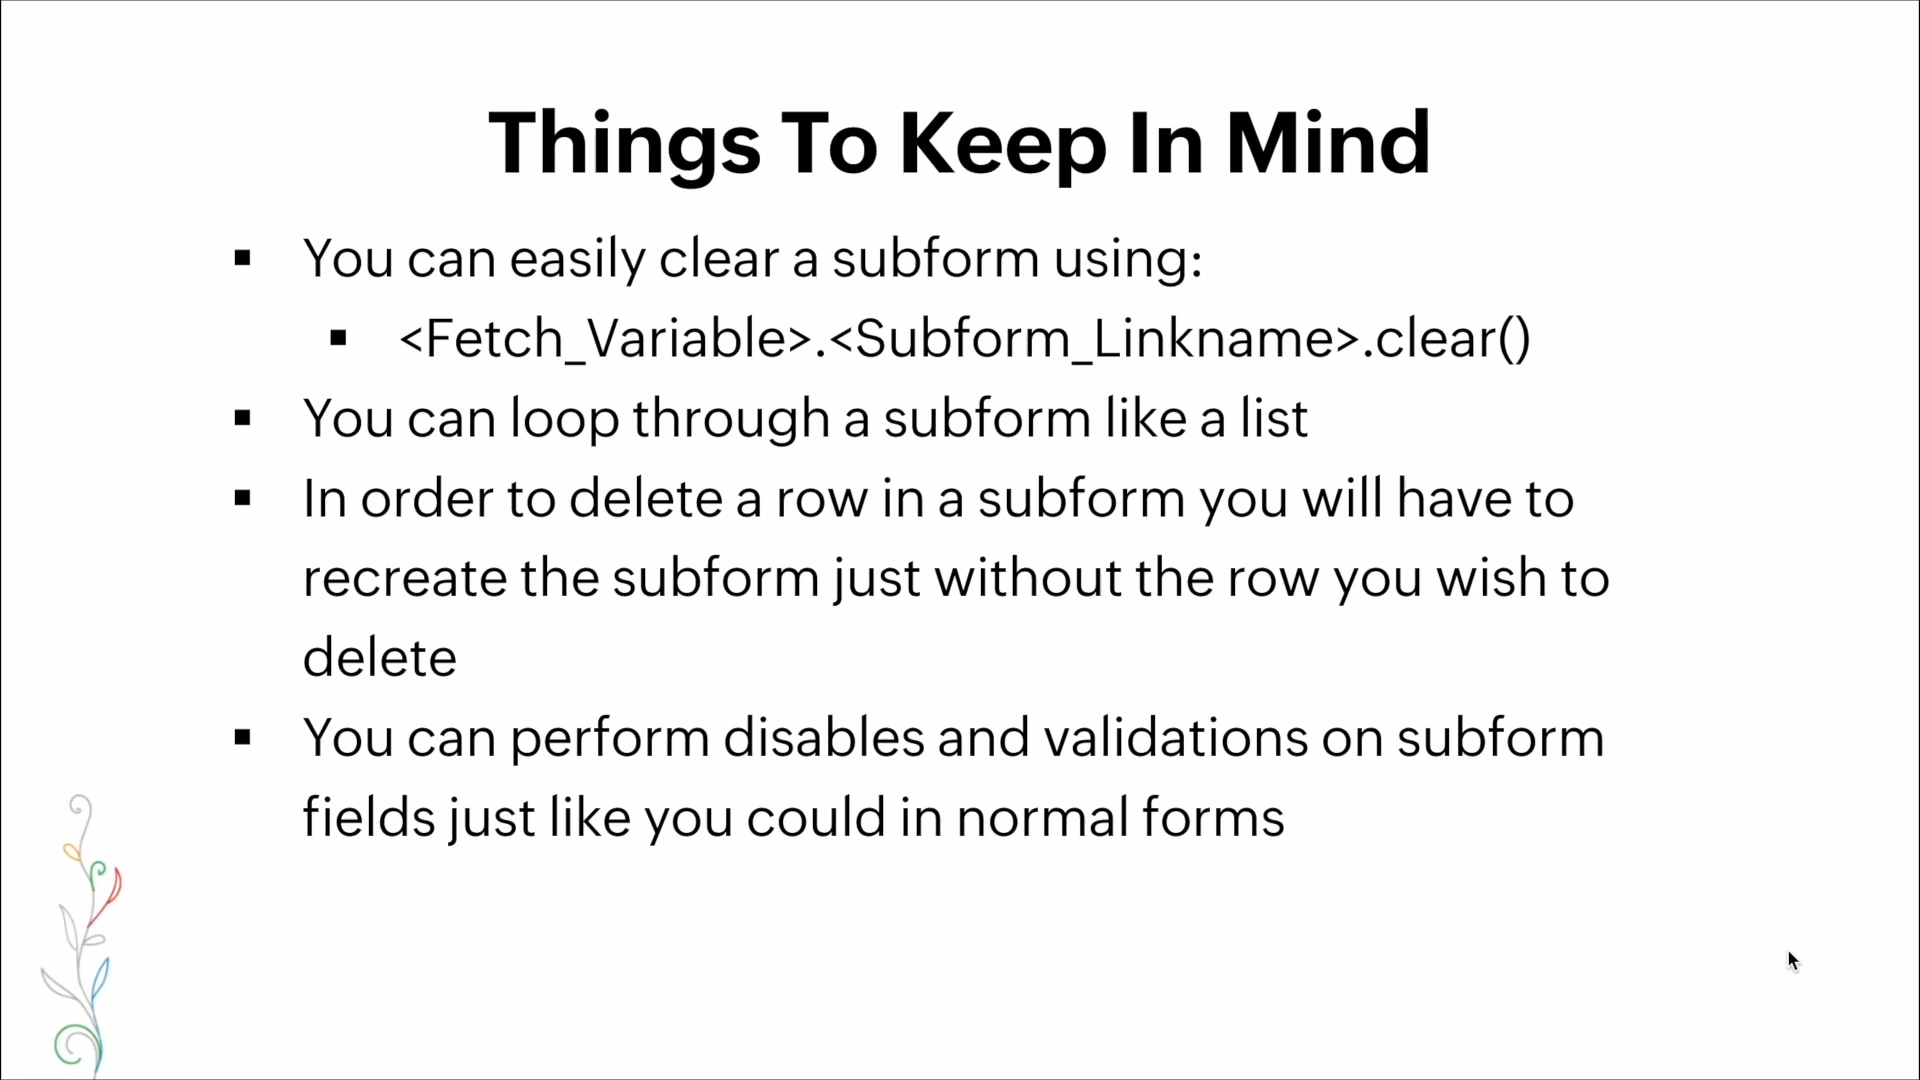 Things To Keep In Mind
▪ You can easily clear a subform using:
▪ <Fetch_Variable>.<Subform_Linkname>.clear()
▪ You can loop through a subform like a list
▪ In order to delete a row in a subform you will have to
recreate the subform just without the row you wish to
delete
▪ You can perform disables and validations on subform
fields just like you could in normal forms